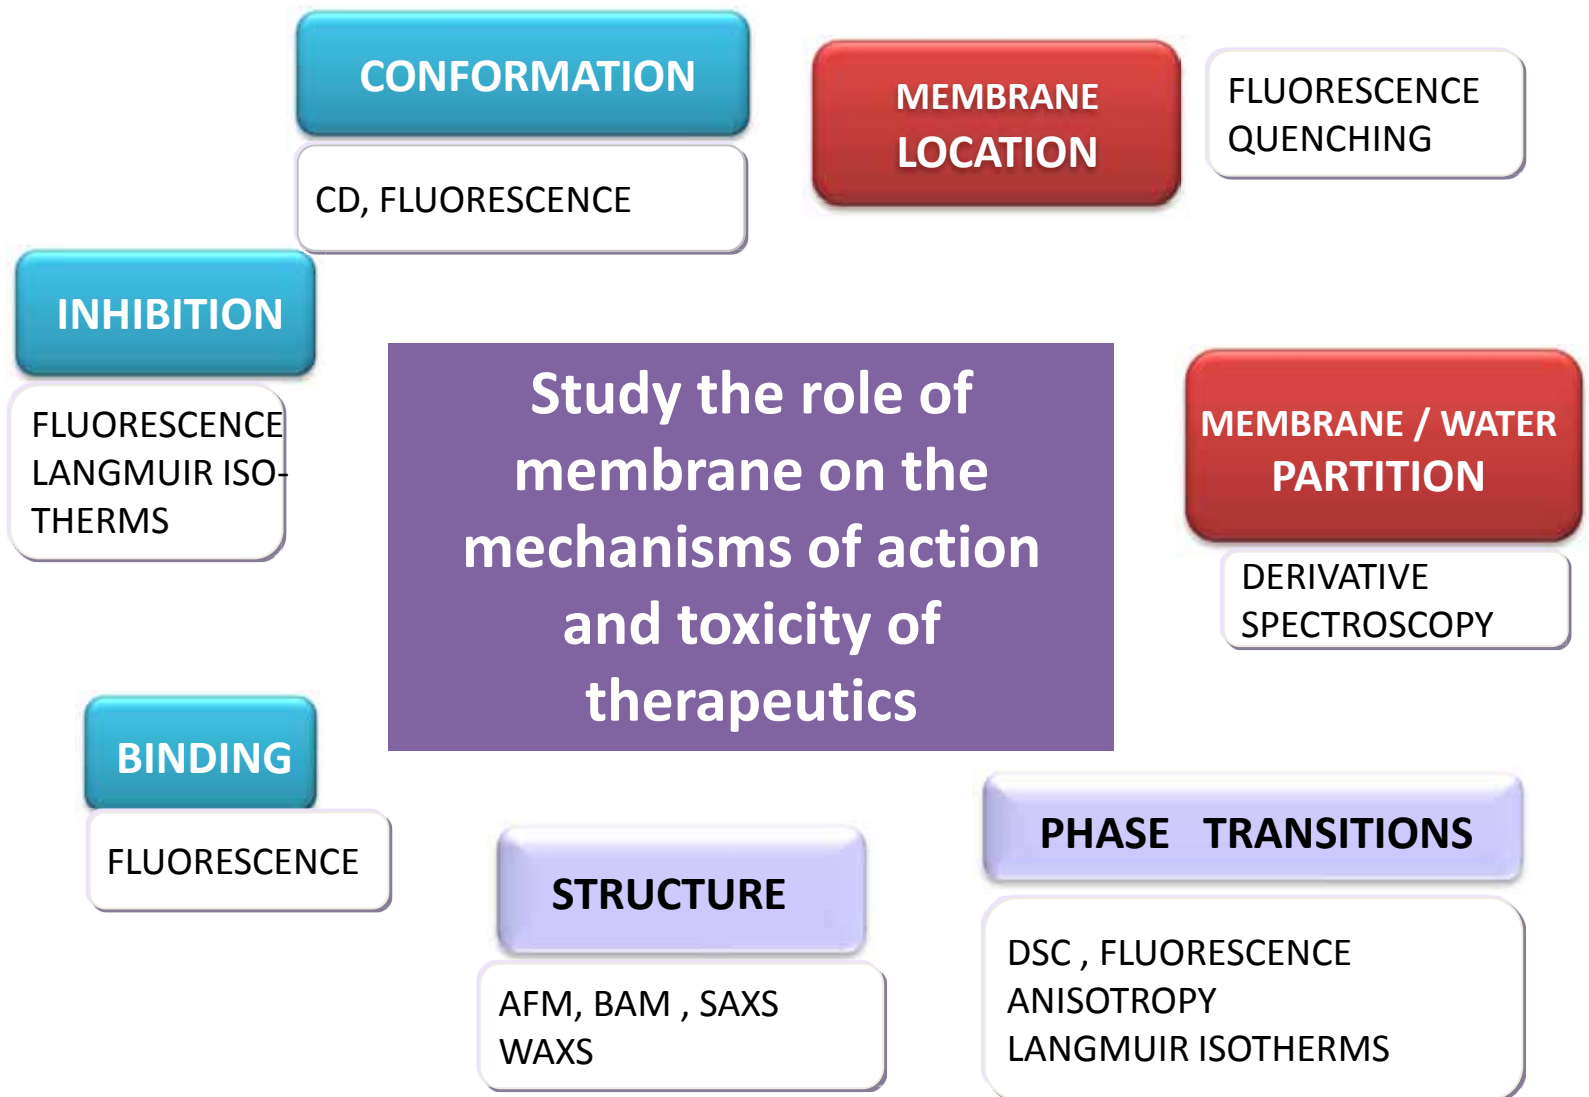 CONFORMATION
CD, FLUORESCENCE
MEMBRANE
LOCATION
FLUORESCENCE
QUENCHING
INHIBITION
FLUORESCENCE
LANGMUIR ISO-
THERMS
Study the role of
membrane on the
mechanisms of action
and toxicity of
therapeutics
MEMBRANE / WATER
PARTITION
DERIVATIVE
SPECTROSCOPY
BINDING
FLUORESCENCE
STRUCTURE
AFM, BAM , SAXS
WAXS
PHASE TRANSITIONS
DSC , FLUORESCENCE
ANISOTROPY
LANGMUIR ISOTHERMS